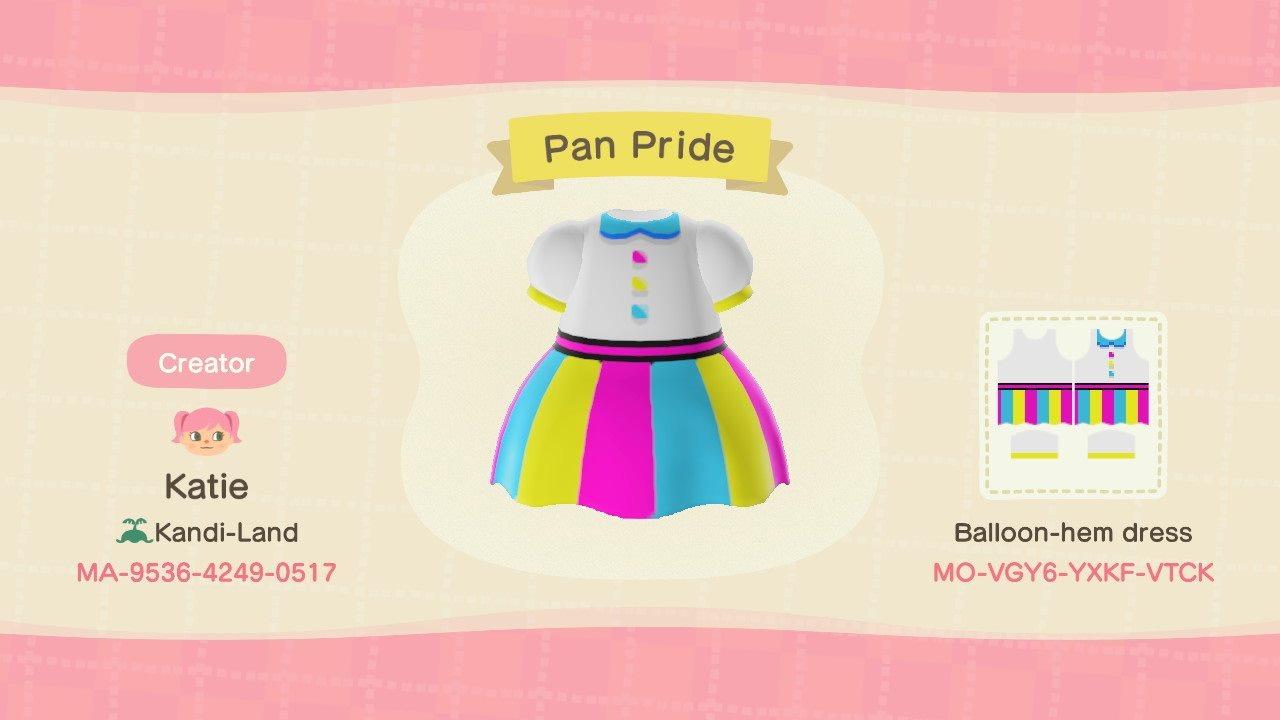 Pan Pride
Creator
Katie
Kandi-Land
MA-9536-4249-0517
Balloon-hem dress
MO-VGY6-YXKF-VTCK